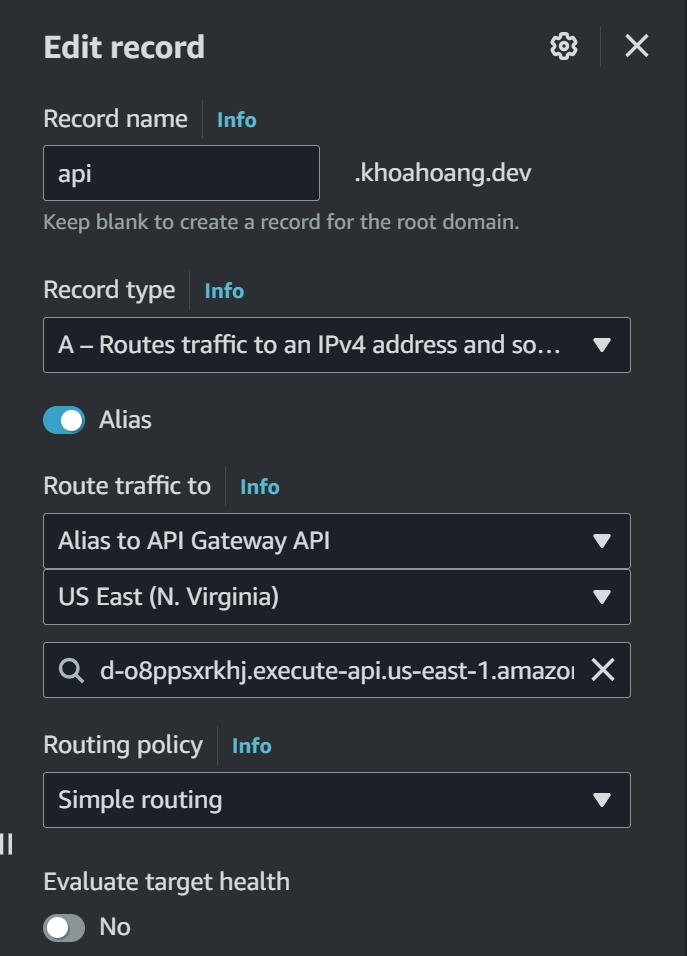 Edit record
Record name Info
api .khoahoang.dev
Keep blank to create a record for the root domain.
Record type Info
A – Routes traffic to an IPv4 address and so…
Alias
Route traffic to Info
Alias to API Gateway API
US East (N. Virginia)
d-o8ppsxrkhj.execute-api.us-east-1.amazo
Routing policy Info
Simple routing
Evaluate target health
No